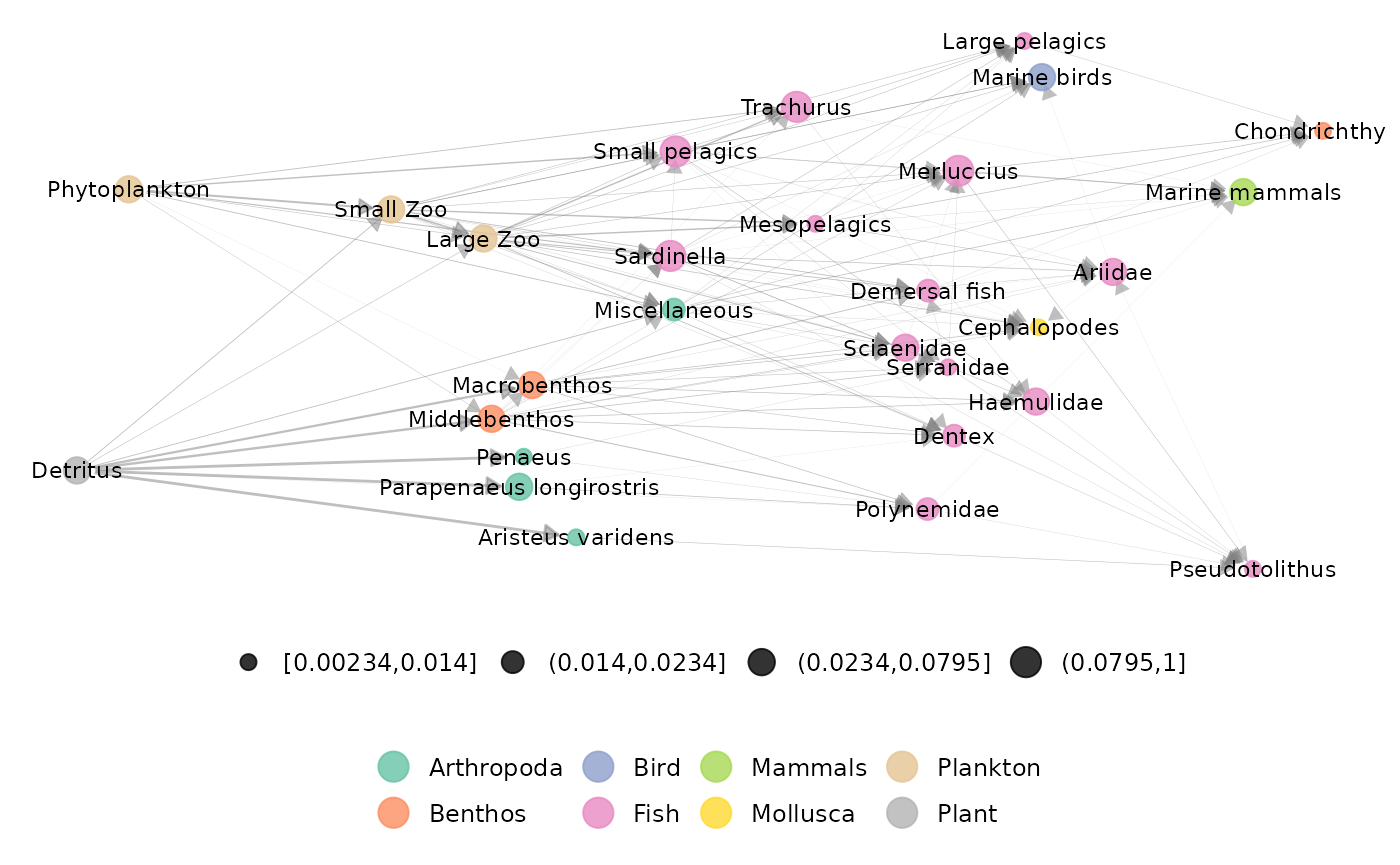 Large pelagics
Marine birds
Trachurus
Chondrichthy
Small pelagics
Merluccius
Phytoplankton
Marine mammals
Small Zoo
Mesopelagics
Large Zoo
Sardinella
Ariidae
Demersal fish
Miscellaneous
Cephalopodes
Sciaenidae
Serranidae
Macrobenthos
Haemulidae
Middlebenthos
Dentex
Penaeus
Detritus
Parapenaeus longirostris
Polynemidae
Aristeus varidens
Pseudotolithus
[0.00234,0.014] (0.014,0.0234] (0.0234,0.0795] (0.0795,1]
Arthropoda Bird Mammals Plankton
Benthos Fish Mollusca Plant